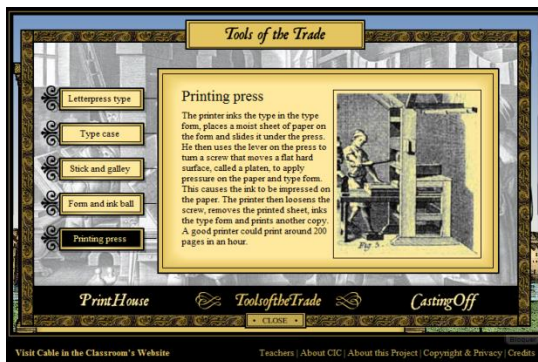 Tools of the Trade
Letterpress type
Type case
Stick and galley
Form and ink ball
Printing press
Printing press
The printer inks the type in the type
form, places a moist sheet of paper on
the form and slides it under the press.
He then uses the lever on the press to
turn a screw that moves a flat hard
surface, called a platen, to apply
pressure on the paper and type form.
This causes the ink to be impressed on
the paper. The printer then loosens the
screw, removes the printed sheet, inks
the type form and prints another copy.
A good printer could print around 200
pages in an hour.
Fig. 5.
PrintHouse ToolsoftheTrade CastingOff
• CLOSE •
Visit Cable in the Classroom's Website Teachers | About CIC | About this Project | Copyright & Privacy | Credits